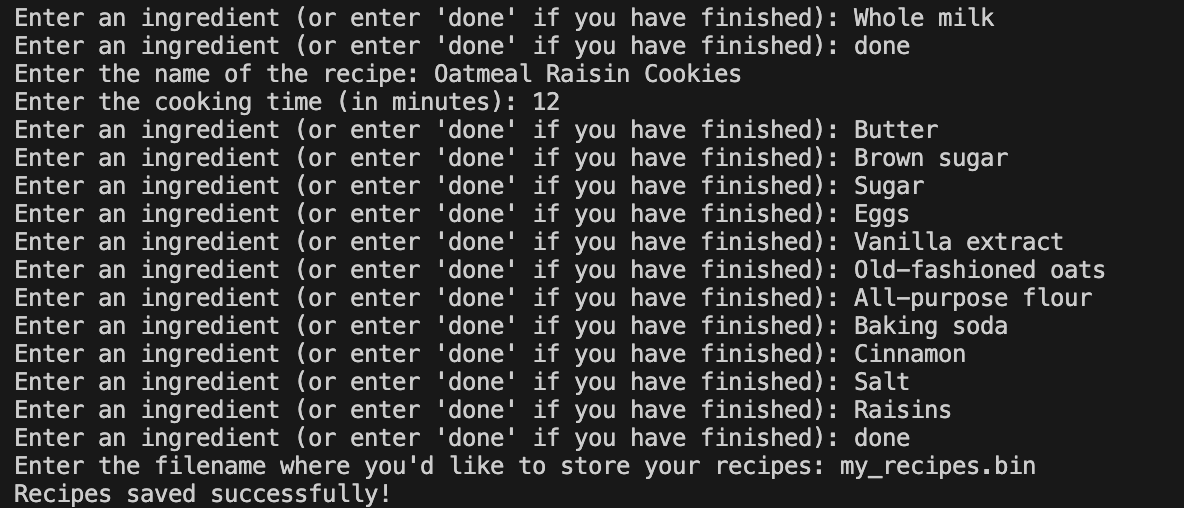 Enter an ingredient (or enter 'done' if you have finished): Whole milk
Enter an ingredient (or enter 'done' if you have finished): done
Enter the name of the recipe: Oatmeal Raisin Cookies
Enter the cooking time (in minutes): 12
Enter an ingredient (or enter 'done' if you have finished): Butter
Enter an ingredient (or enter 'done' if you have finished): Brown sugar
Enter an ingredient (or enter 'done' if you have finished): Sugar
Enter an ingredient (or enter 'done' if you have finished): Eggs
Enter an ingredient (or enter 'done' if you have finished): Vanilla extract
Enter an ingredient (or enter 'done' if you have finished): Old-fashioned oats
Enter an ingredient (or enter 'done' if you have finished): All-purpose flour
Enter an ingredient (or enter 'done' if you have finished): Baking soda
Enter an ingredient (or enter 'done' if you have finished): Cinnamon
Enter an ingredient (or enter 'done' if you have finished): Salt
Enter an ingredient (or enter 'done' if you have finished): Raisins
Enter an ingredient (or enter 'done' if you have finished): done
Enter the filename where you'd like to store your recipes: my_recipes.bin
Recipes saved successfully!